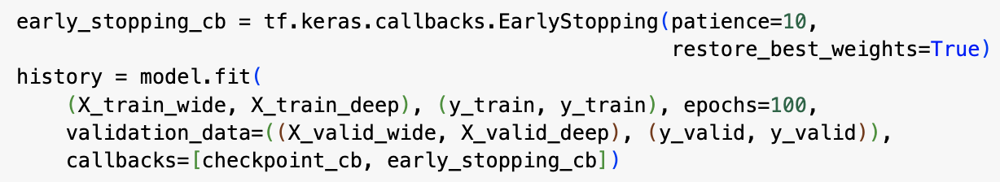 early_stopping_cb = tf.keras.callbacks.EarlyStopping(patience=10,
                                                     restore_best_weights=True)
history = model.fit(
    (X_train_wide, X_train_deep), (y_train, y_train), epochs=100,
    validation_data=((X_valid_wide, X_valid_deep), (y_valid, y_valid)),
    callbacks=[checkpoint_cb, early_stopping_cb])